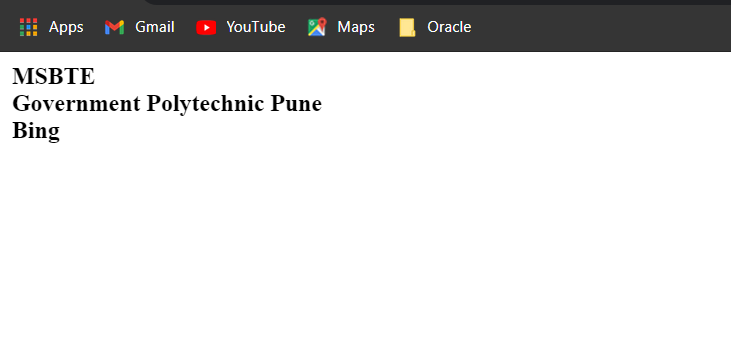 Apps Gmail YouTube Maps Oracle
MSBTE
Government Polytechnic Pune
Bing